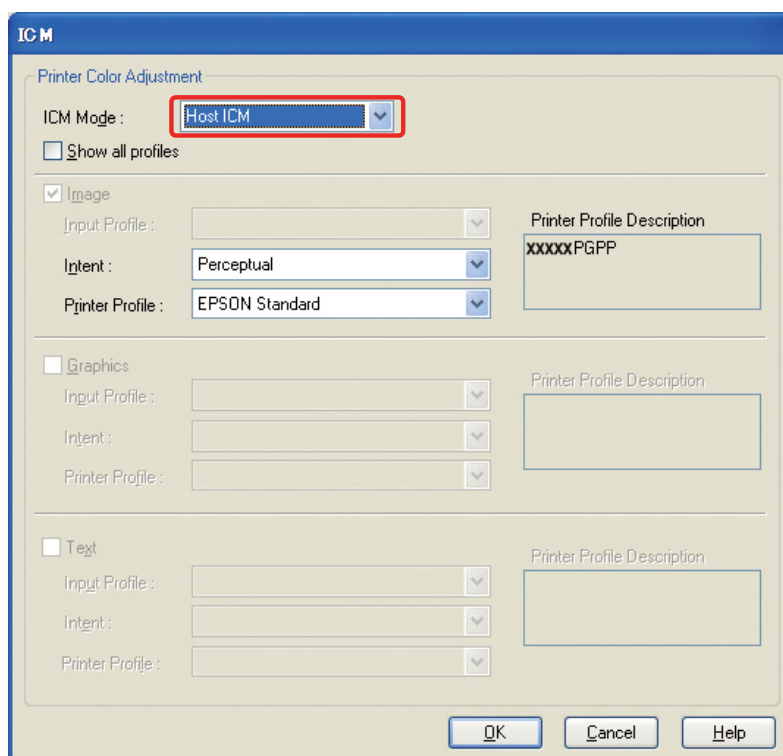 ICM
Printer Color Adjustment
ICM Mode : Host ICM
Show all profiles
Image
Input Profile :
Printer Profile Description
Intent : Perceptual
XXXXXPGPP
Printer Profile : EPSON Standard
Graphics
Printer Profile Description
Input Profile :
Intent :
Printer Profile :
Text
Printer Profile Description
Input Profile :
Intent :
Printer Profile :
OK Cancel Help